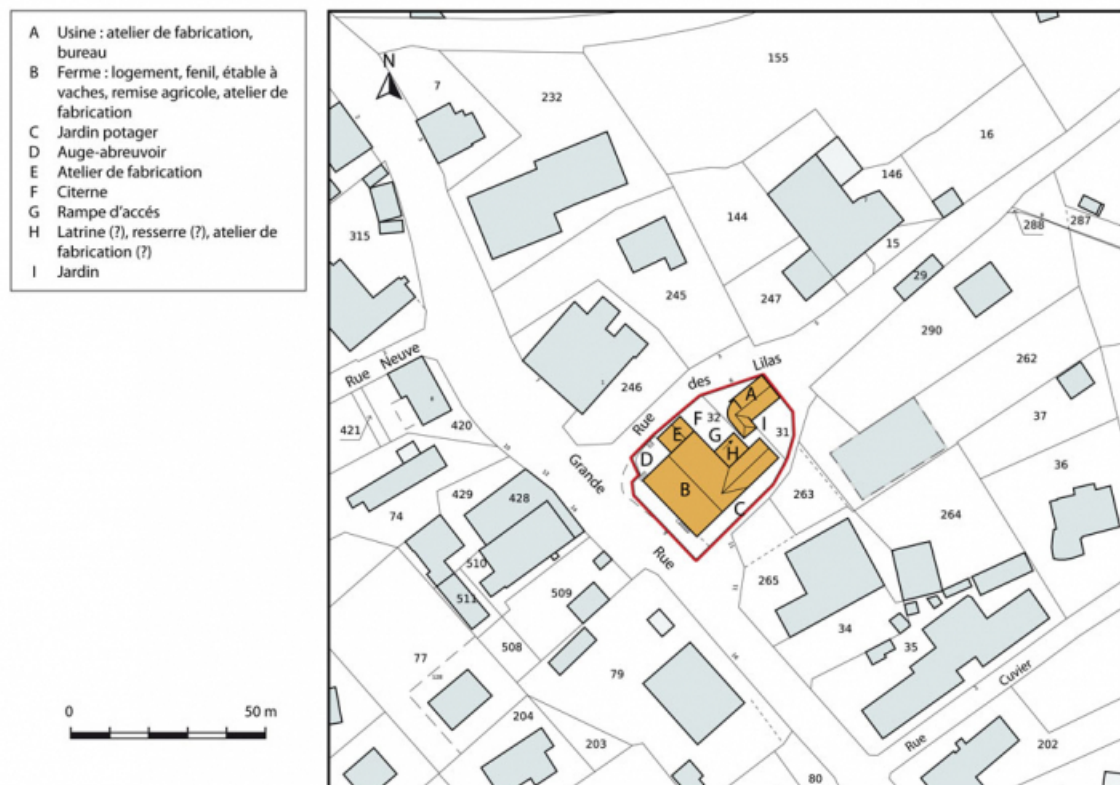 A Usine : atelier de fabrication,
bureau
B Ferme : logement, fenil, étable à
vaches, remise agricole, atelier de
fabrication
C Jardin potager
D Auge-abreuvoir
E Atelier de fabrication
F Citerne
G Rampe d'accés
H Latrine (?), resserre (?), atelier de
fabrication (?)
I Jardin
0 50 m
N
7
232
155
16
146
144
15
315
288
287
29
245
247
290
262
Rue Neuve
246
Rue des Lilas
37
421
420
A
F 32
I 31
E G
H
D
B
C
Grande Rue
36
429
428
74
263
264
510
511
509
265
34
35
508
77
79
Rue Cuvier
204
203
202
80